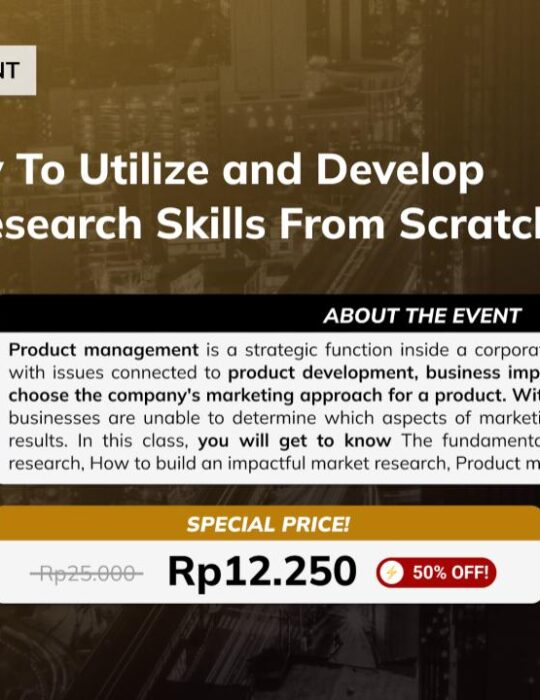 NT
y To Utilize and Develop
esearch Skills From Scratch
ABOUT THE EVENT
Product management is a strategic function inside a corporat
with issues connected to product development, business imp
choose the company's marketing approach for a product. Wit
businesses are unable to determine which aspects of marketi
results. In this class, you will get to know The fundamenta
research, How to build an impactful market research, Product m
SPECIAL PRICE!
Rp25.000 Rp12.250 50% OFF!